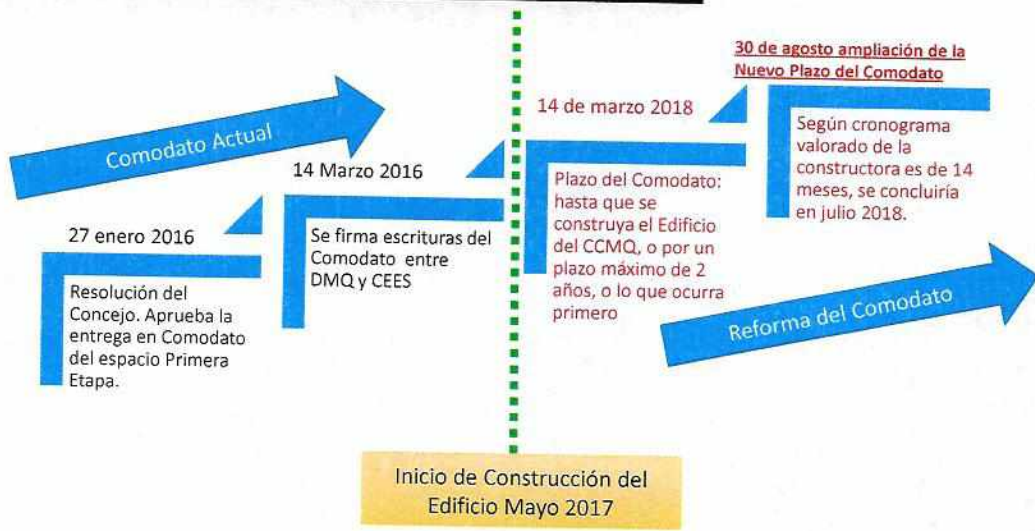 Comodato Actual
27 enero 2016
Resolución del
Concejo. Aprueba la
entrega en Comodato
del espacio Primera
Etapa.
14 Marzo 2016
Se firma escrituras del
Comodato entre
DMQ y CEES
14 de marzo 2018
Plazo del Comodato:
hasta que se
construya el Edificio
del CCMQ, o por un
plazo máximo de 2
años, o lo que ocurra
primero
30 de agosto ampliación de la
Nuevo Plazo del Comodato
Según cronograma
valorado de la
constructora es de 14
meses, se concluiría
en julio 2018.
Reforma del Comodato
Inicio de Construcción del
Edificio Mayo 2017